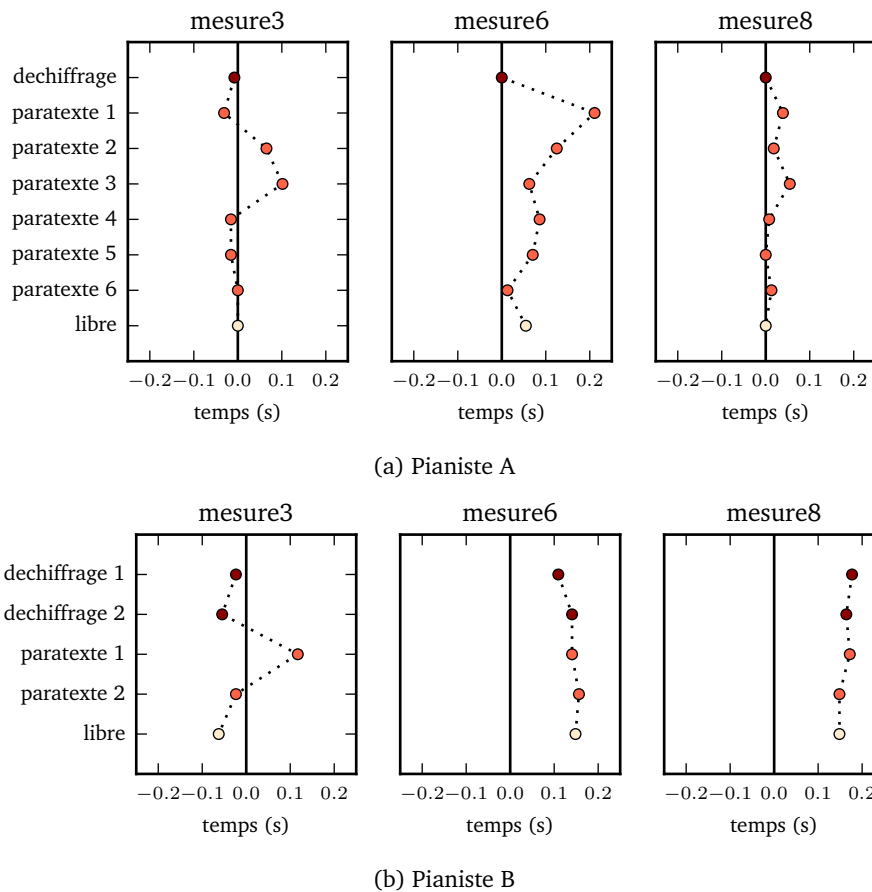 mesure3 mesure6 mesure8
dechiffrage
paratexte 1
paratexte 2
paratexte 3
paratexte 4
paratexte 5
paratexte 6
libre
−0.2−0.1 0.0 0.1 0.2 −0.2−0.1 0.0 0.1 0.2 −0.2−0.1 0.0 0.1 0.2
temps (s) temps (s) temps (s)
(a) Pianiste A
mesure3 mesure6 mesure8
dechiffrage 1
dechiffrage 2
paratexte 1
paratexte 2
libre
−0.2−0.1 0.0 0.1 0.2 −0.2−0.1 0.0 0.1 0.2 −0.2−0.1 0.0 0.1 0.2
temps (s) temps (s) temps (s)
(b) Pianiste B